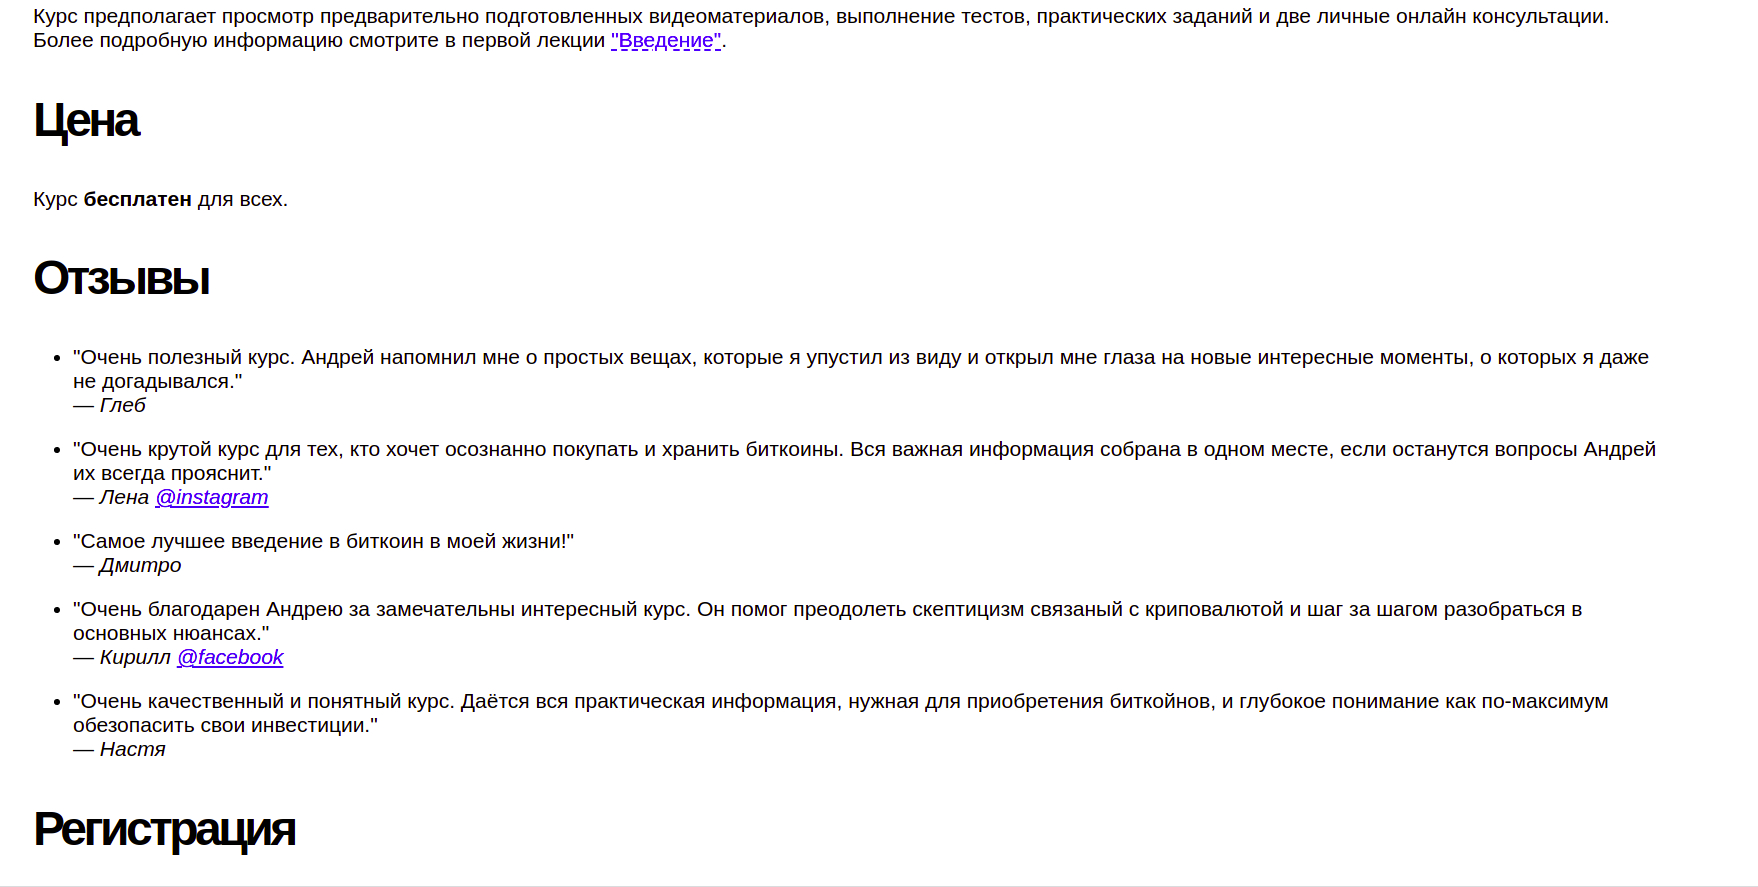 Курс предполагает просмотр предварительно подготовленных видеоматериалов, выполнение тестов, практических заданий и две личные онлайн консультации.
Более подробную информацию смотрите в первой лекции "Введение".
Цена
Курс бесплатен для всех.
Отзывы
"Очень полезный курс. Андрей напомнил мне о простых вещах, которые я упустил из виду и открыл мне глаза на новые интересные моменты, о которых я даже
не догадывался."
— Глеб
"Очень крутой курс для тех, кто хочет осознанно покупать и хранить биткоины. Вся важная информация собрана в одном месте, если останутся вопросы Андрей
их всегда прояснит."
— Лена @instagram
"Самое лучшее введение в биткоин в моей жизни!"
— Дмитро
"Очень благодарен Андрею за замечательны интересный курс. Он помог преодолеть скептицизм связаный с криповалютой и шаг за шагом разобраться в
основных нюансах."
— Кирилл @facebook
"Очень качественный и понятный курс. Даётся вся практическая информация, нужная для приобретения биткойнов, и глубокое понимание как по-максимум
обезопасить свои инвестиции."
— Настя
Регистрация